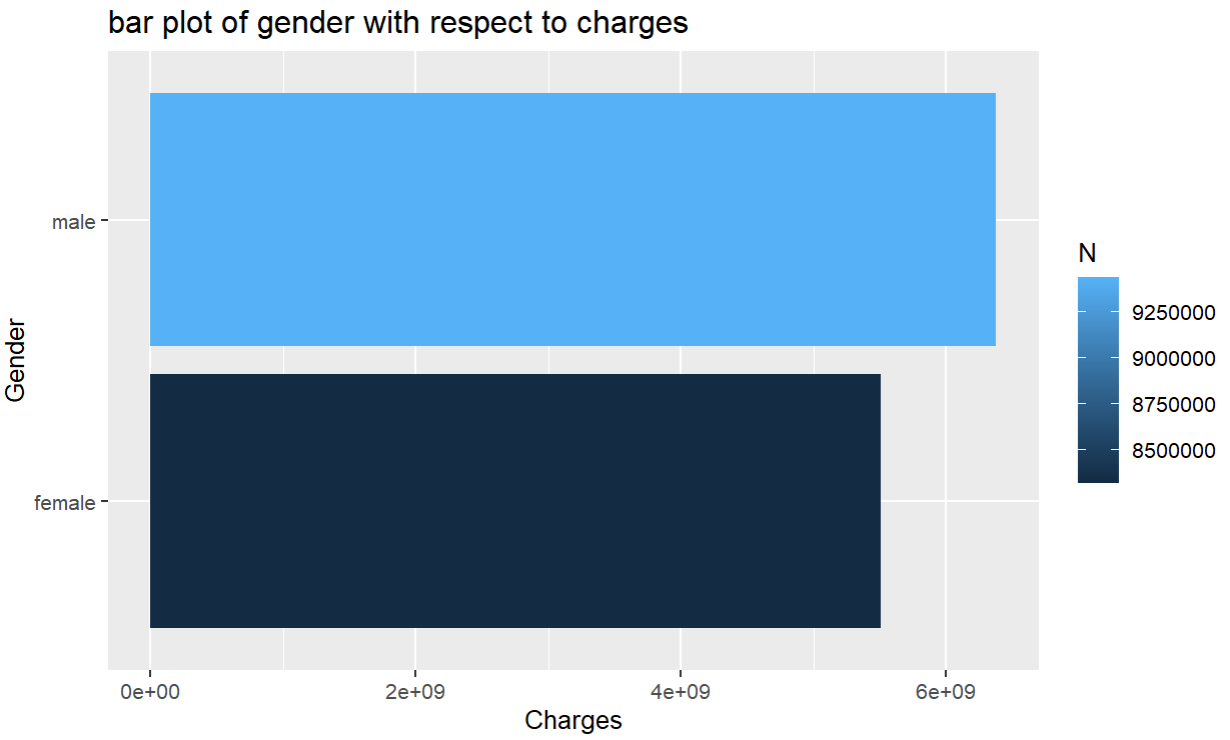 bar plot of gender with respect to charges
Gender
male
female
0e+00
2e+09
4e+09
6e+09
Charges
N
9250000
9000000
8750000
8500000